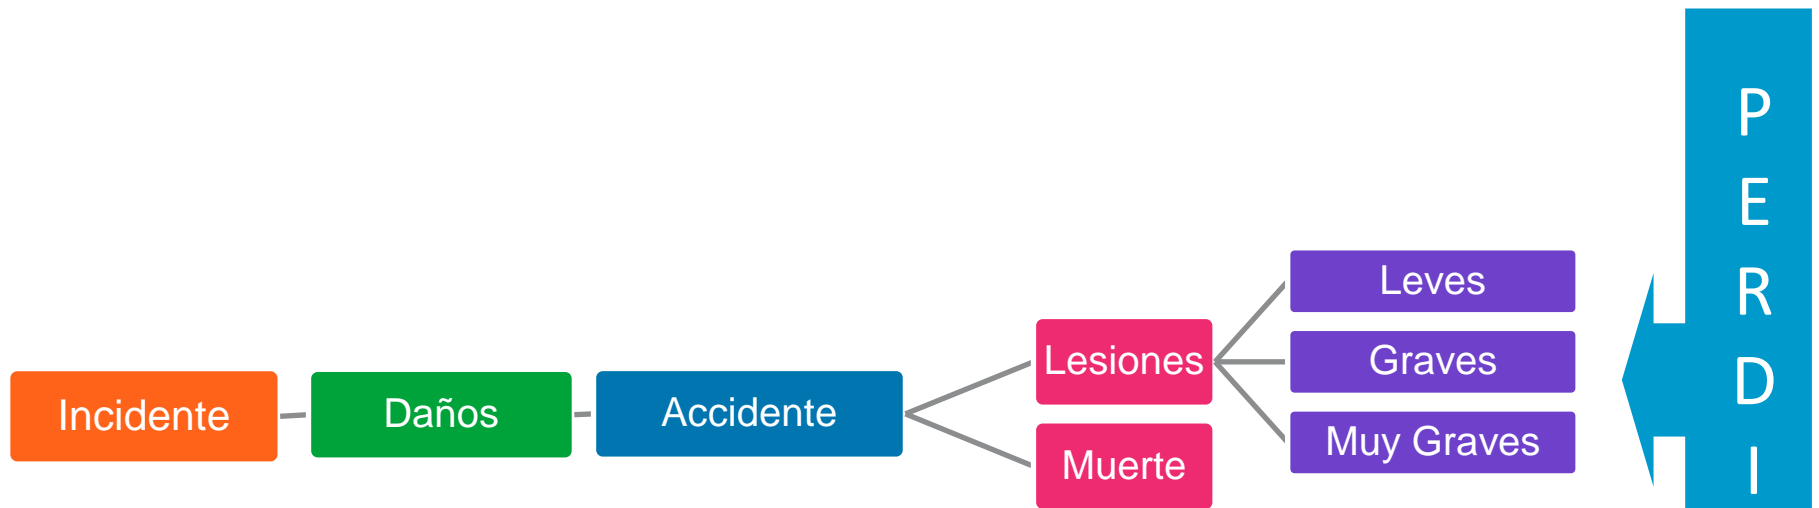 Incidente
Daños
Accidente
Lesiones
Muerte
Leves
Graves
Muy Graves
P
E
R
D
I